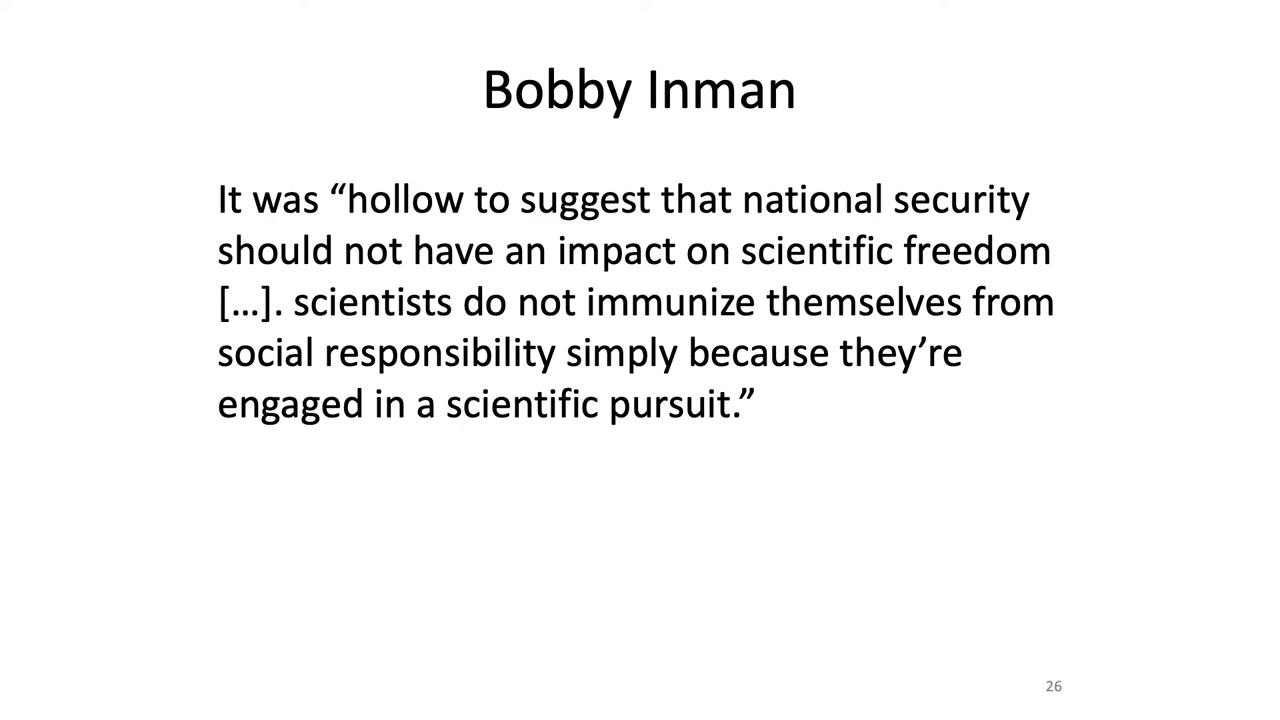 Bobby Inman
It was “hollow to suggest that national security
should not have an impact on scientific freedom
[…]. scientists do not immunize themselves from
social responsibility simply because they’re
engaged in a scientific pursuit.”
26